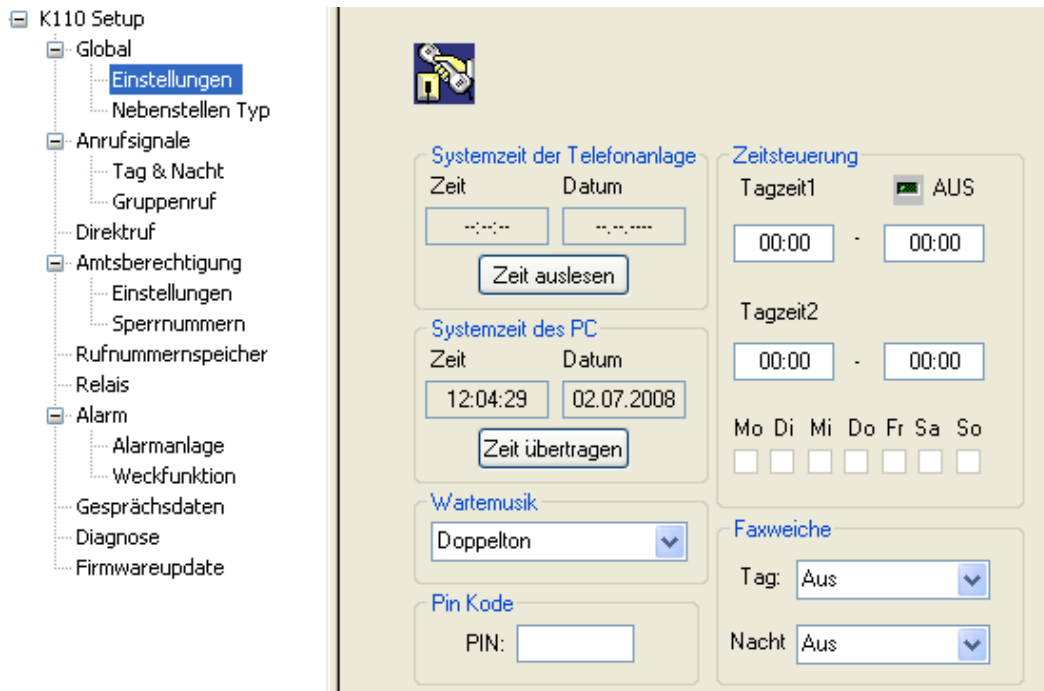 K110 Setup
Global
Einstellungen
Nebenstellen Typ
Anrufsignale
Tag & Nacht
Gruppenruf
Direktruf
Amtsberechtigung
Einstellungen
Sperrnummern
Rufnummernspeicher
Relais
Alarm
Alarmanlage
Weckfunktion
Gesprächsdaten
Diagnose
Firmwareupdate
Systemzeit der Telefonanlage
Zeit Datum
--:--:-- --.--.----
Zeit auslesen
Systemzeit des PC
Zeit Datum
12:04:29 02.07.2008
Zeit übertragen
Wartemusik
Doppelton
Pin Kode
PIN:
Zeitsteuerung
Tagzeit1 AUS
00:00 - 00:00
Tagzeit2
00:00 - 00:00
Mo Di Mi Do Fr Sa So
Faxweiche
Tag: Aus
Nacht Aus